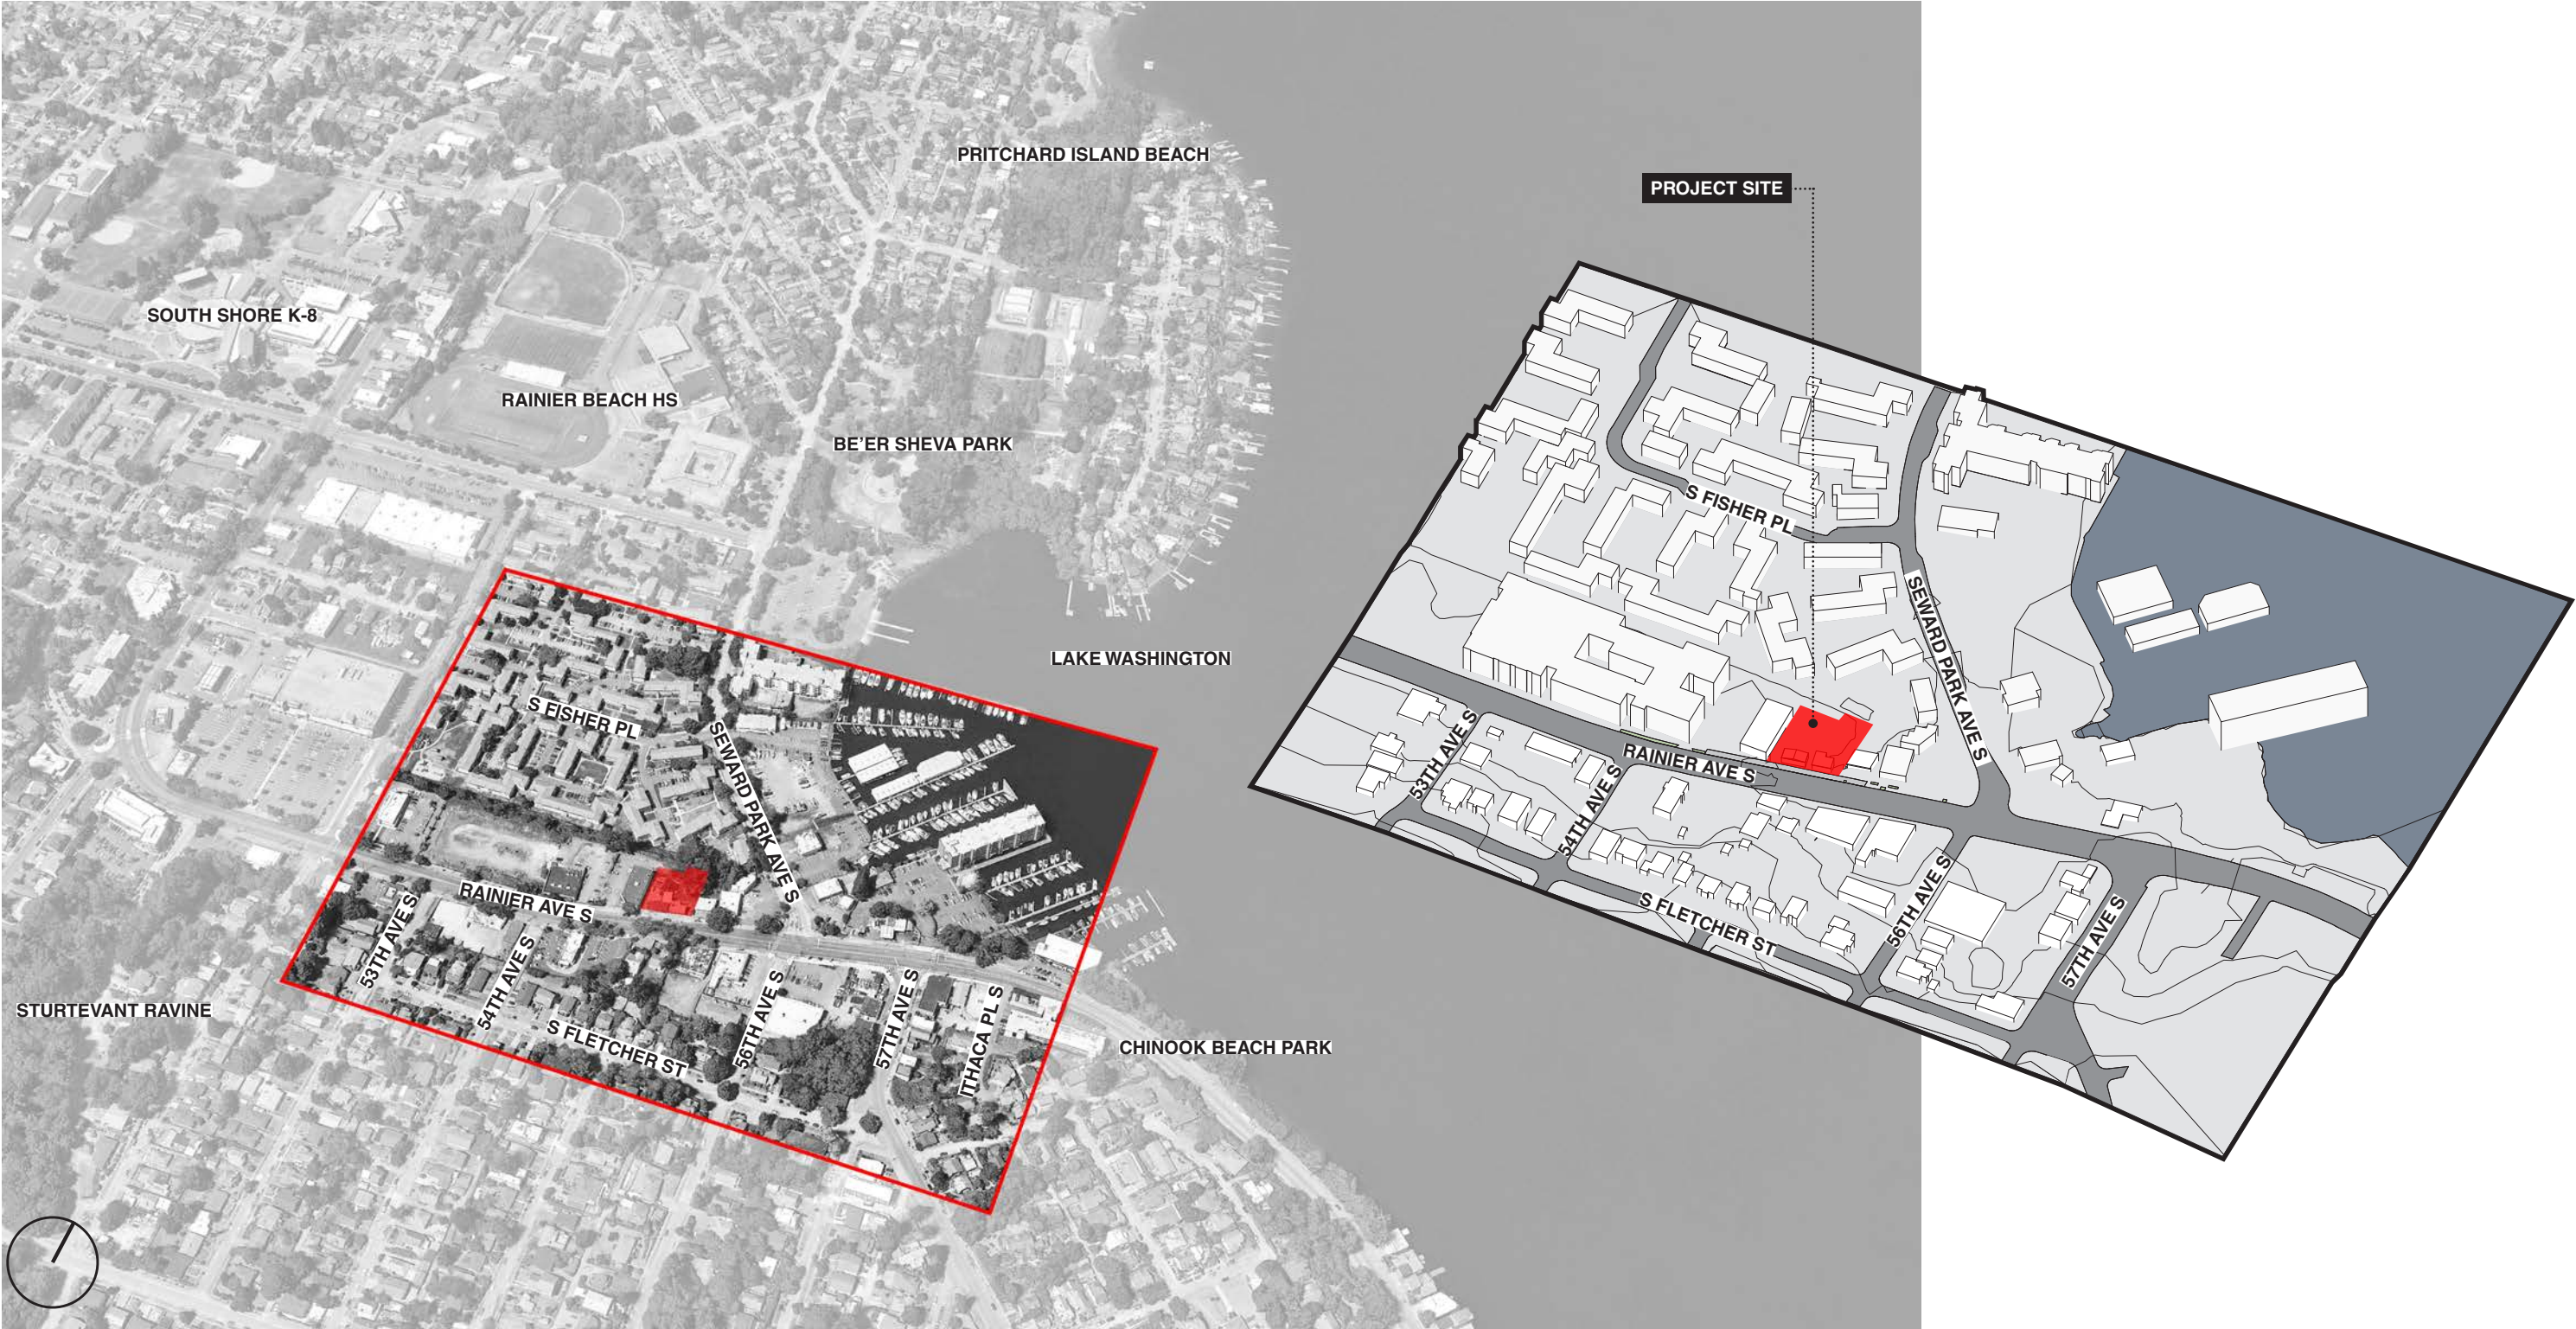 PRITCHARD ISLAND BEACH
PROJECT SITE
SOUTH SHORE K-8
RAINIER BEACH HS
BE'ER SHEVA PARK
LAKE WASHINGTON
S FISHER PL
SEWARD PARK AVE S
RAINIER AVE S
53TH AVE S
54TH AVE S
S FLETCHER ST
56TH AVE S
57TH AVE S
ITHACA PL S
STURTEVANT RAVINE
CHINOOK BEACH PARK
S FISHER PL
SEWARD PARK AVE S
RAINIER AVE S
53TH AVE S
54TH AVE S
S FLETCHER ST
56TH AVE S
57TH AVE S